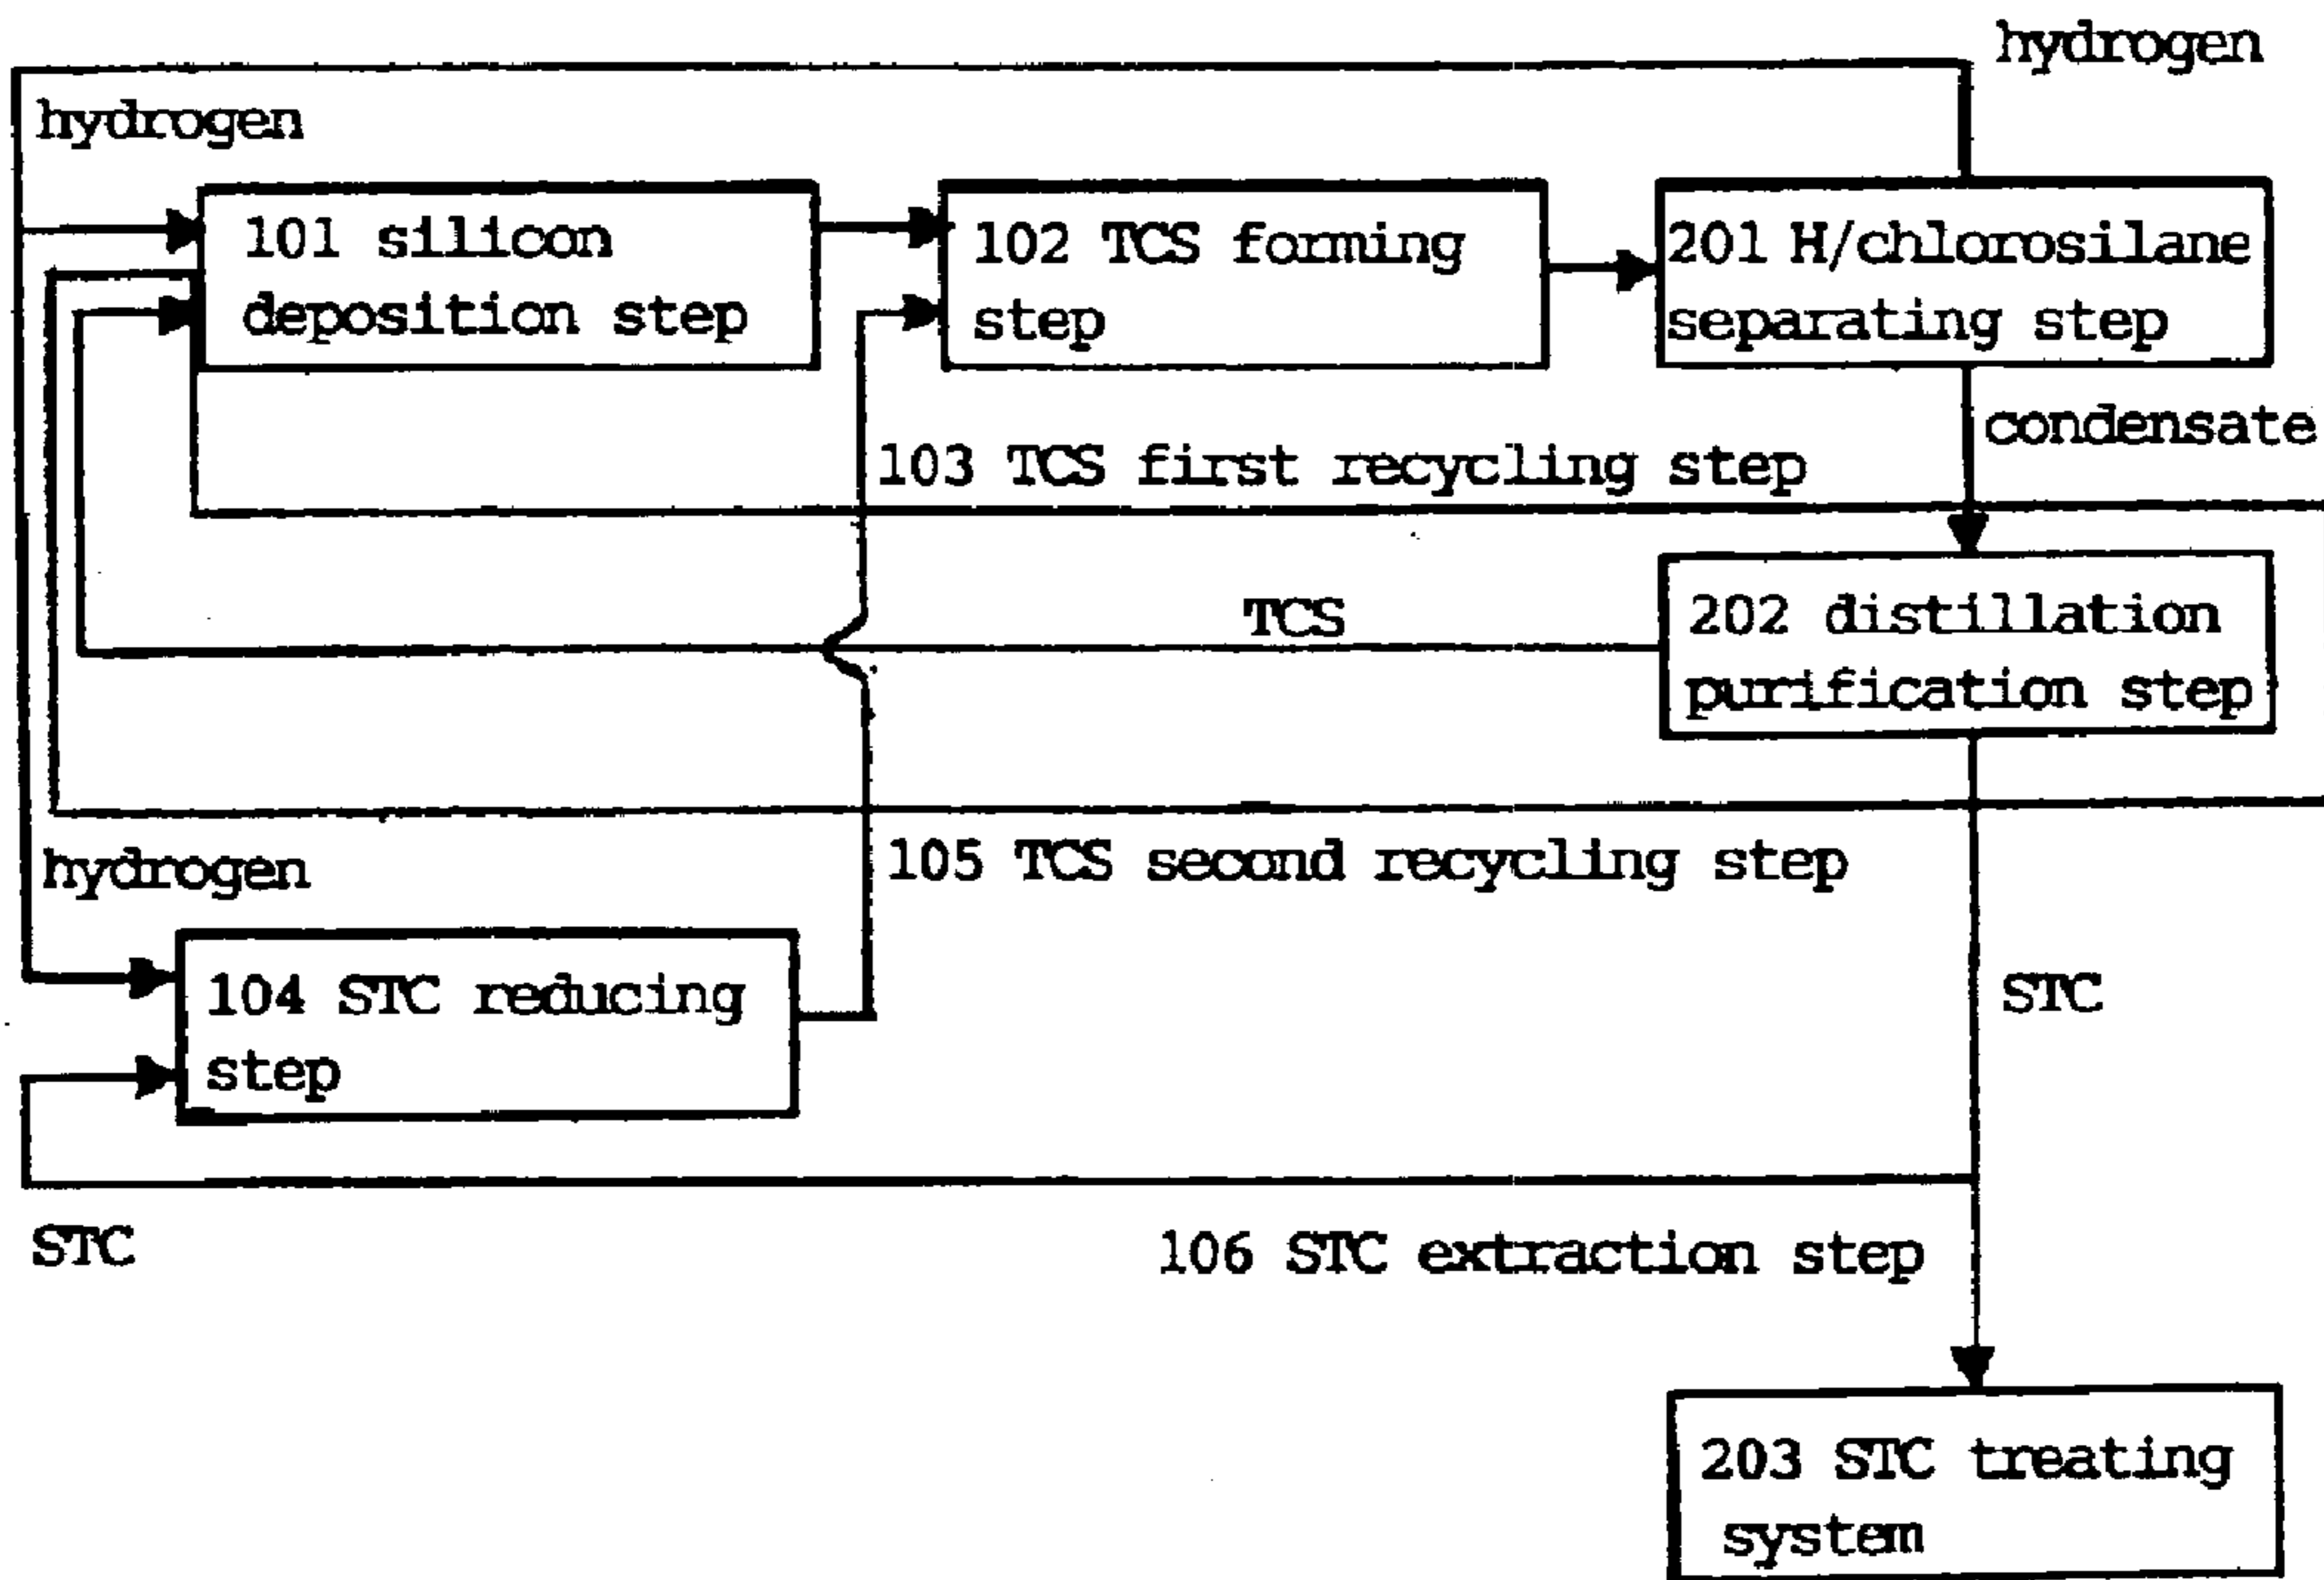 hydrogen
hydrogen
101 silicon
deposition step
102 TCS forming
step
201 H/chlorosilane
separating step
condensate
103 TCS first recycling step
TCS
202 distillation
purification step
hydrogen
105 TCS second recycling step
104 STC reducing
step
STC
STC
106 STC extraction step
203 STC treating
system